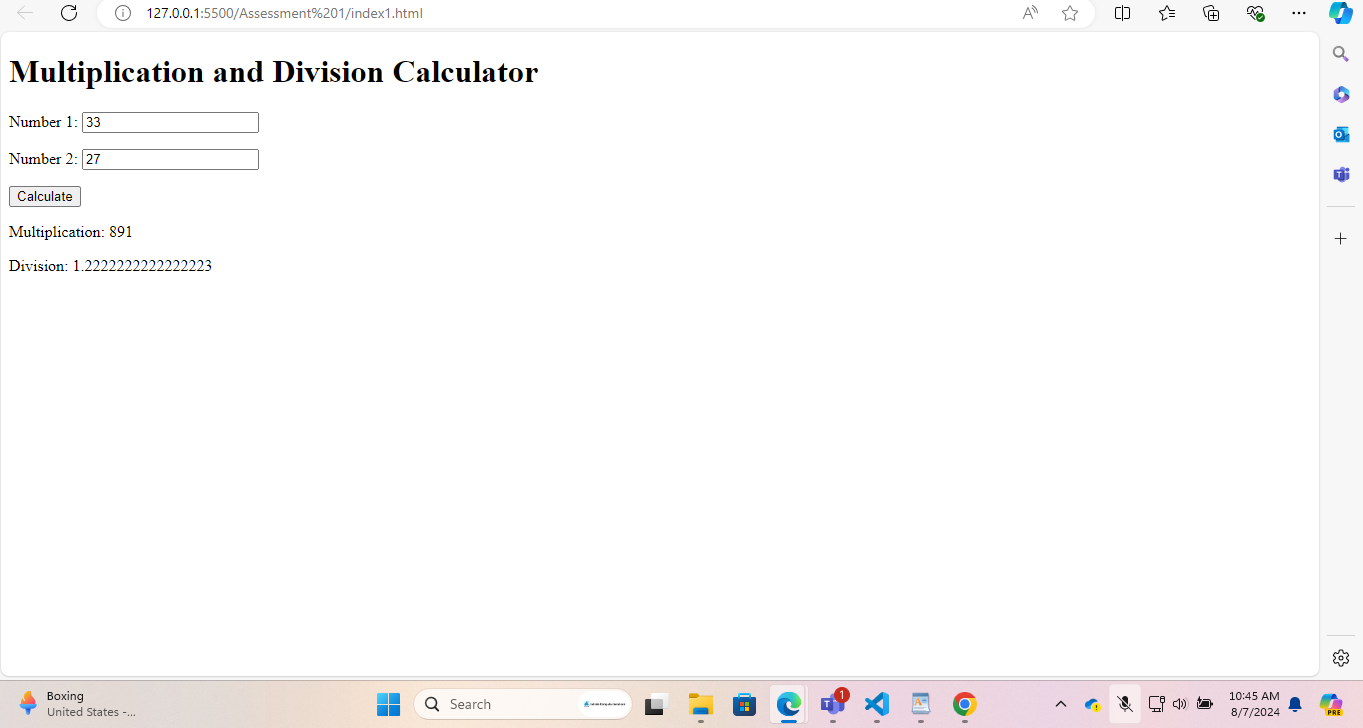 127.0.0.1:5500/Assessment%201/index1.html
Multiplication and Division Calculator
Number 1: 33
Number 2: 27
Calculate
Multiplication: 891
Division: 1.2222222222222223
Boxing
United States -...
Search
1
10:45 AM
8/7/2024
PRE